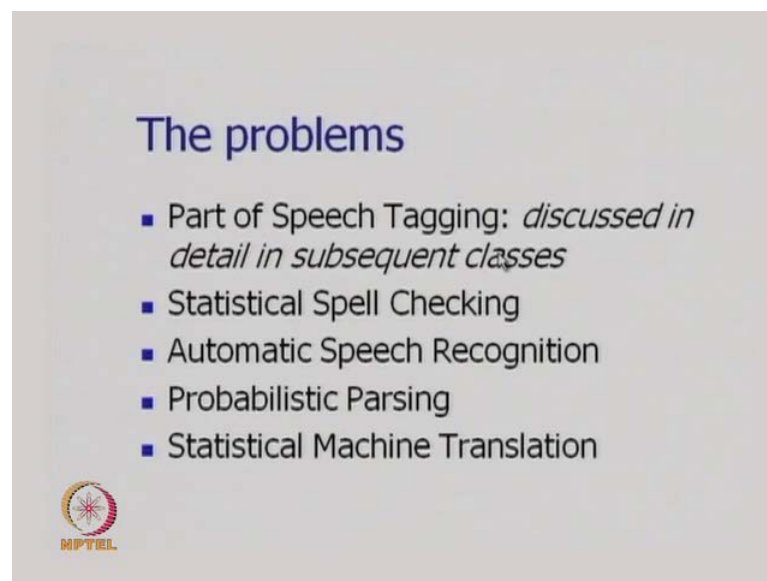 The problems
Part of Speech Tagging: discussed in
detail in subsequent classes
Statistical Spell Checking
Automatic Speech Recognition
Probabilistic Parsing
Statistical Machine Translation
NPTEL